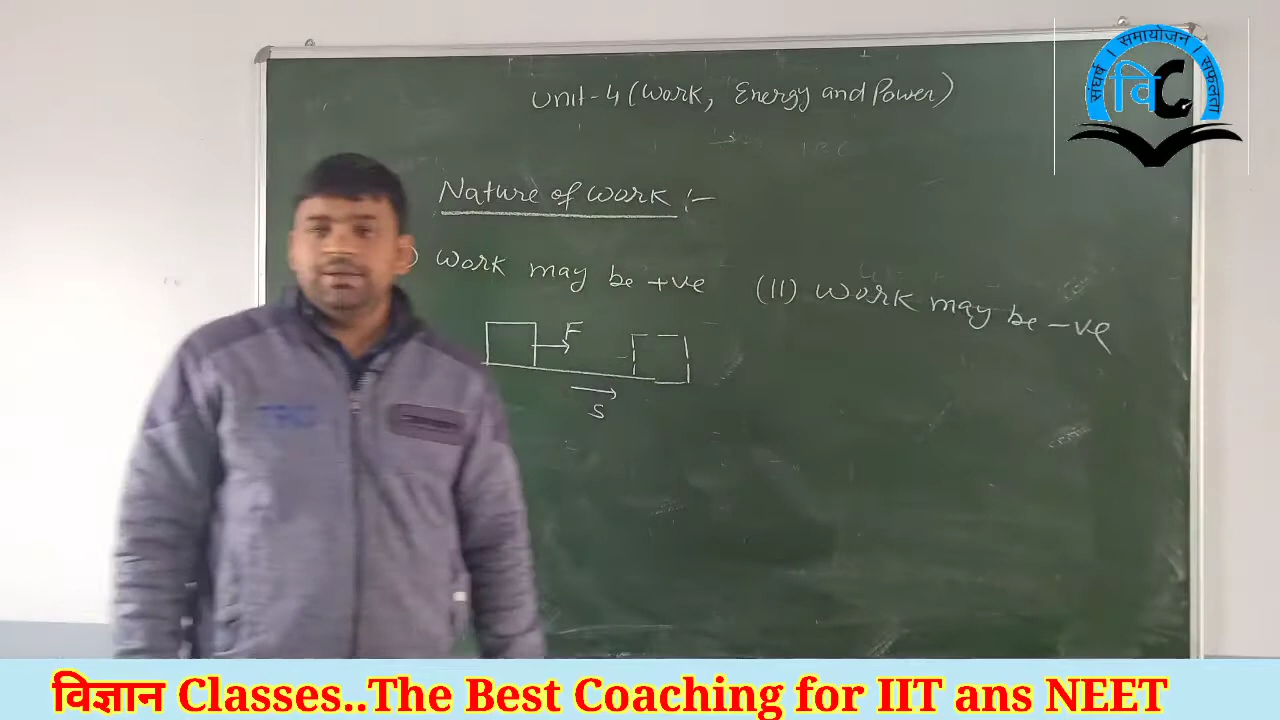 संघर्ष । समायोजन । सफलता
वि C
Unit-4 (Work, Energy and Power)
Nature of work :-
) work may be +ve
(II) work may be -ve
F
S
विज्ञान Classes..The Best Coaching for IIT ans NEET